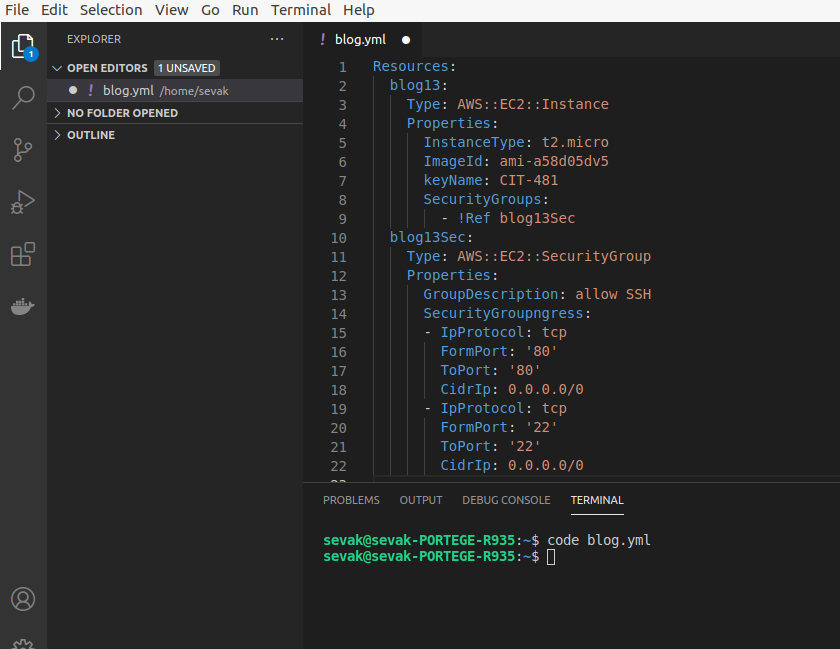 File Edit Selection View Go Run Terminal Help
EXPLORER ...
1
OPEN EDITORS 1 UNSAVED
! blog.yml /home/sevak
NO FOLDER OPENED
OUTLINE
! blog.yml
1 Resources:
2 blog13:
3 Type: AWS::EC2::Instance
4 Properties:
5 InstanceType: t2.micro
6 ImageId: ami-a58d05dv5
7 keyName: CIT-481
8 SecurityGroups:
9 - !Ref blog13Sec
10 blog13Sec:
11 Type: AWS::EC2::SecurityGroup
12 Properties:
13 GroupDescription: allow SSH
14 SecurityGroupngress:
15 - IpProtocol: tcp
16 FormPort: '80'
17 ToPort: '80'
18 CidrIp: 0.0.0.0/0
19 - IpProtocol: tcp
20 FormPort: '22'
21 ToPort: '22'
22 CidrIp: 0.0.0.0/0
PROBLEMS OUTPUT DEBUG CONSOLE TERMINAL
sevak@sevak-PORTEGE-R935:~$ code blog.yml
sevak@sevak-PORTEGE-R935:~$